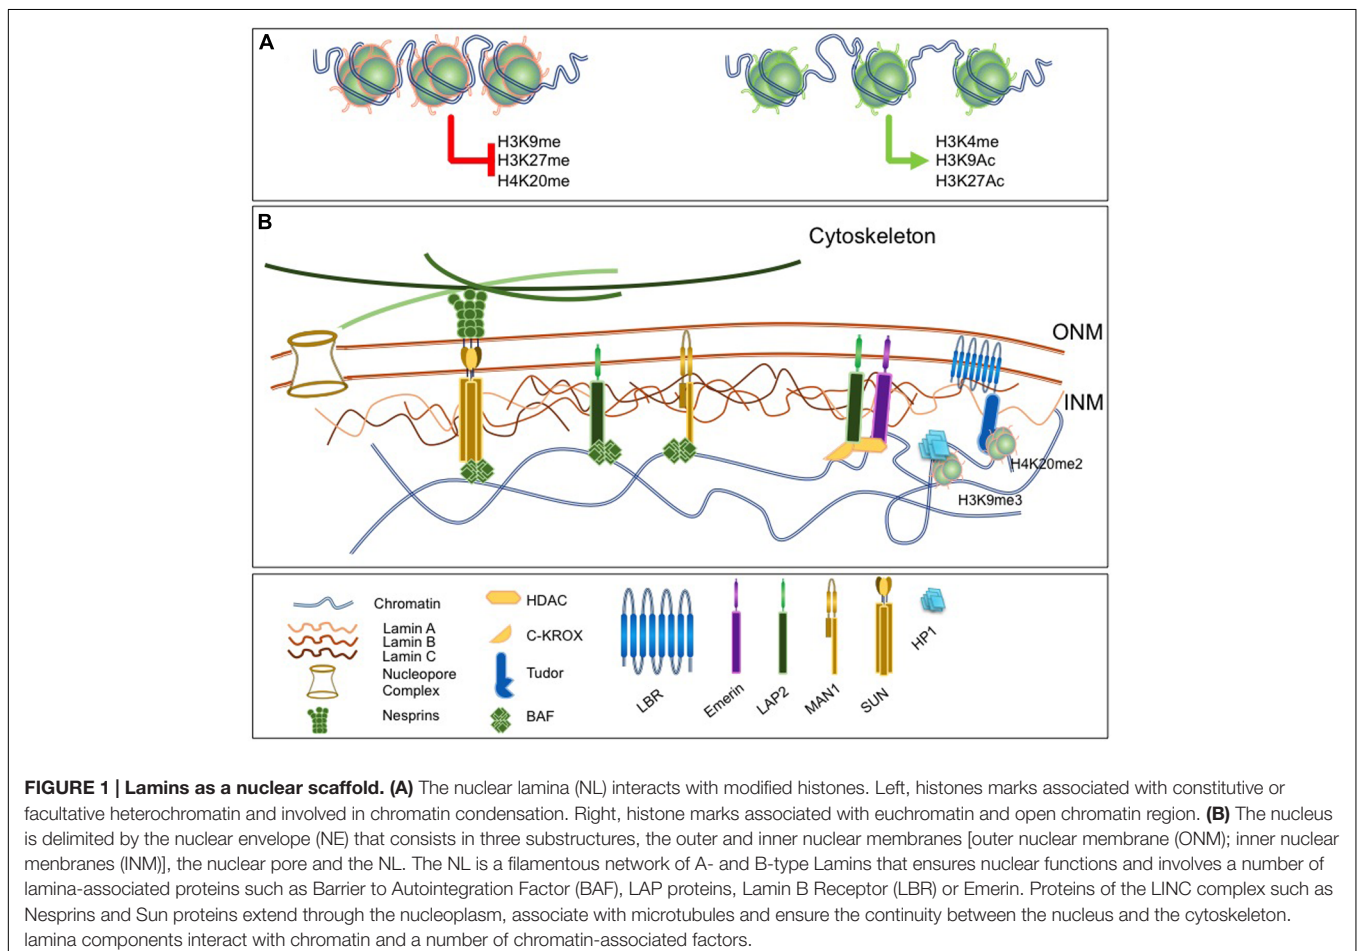 A
H3K9me
H3K27me
H4K20me
H3K4me
H3K9Ac
H3K27Ac
B
Cytoskeleton
ONM
INM
H4K20me2
H3K9me3
Chromatin
Lamin A
Lamin B
Lamin C
Nucleopore
Complex
Nesprins
HDAC
C-KROX
Tudor
BAF
LBR
Emerin
LAP2
MAN1
SUN
HP1
FIGURE 1 | Lamins as a nuclear scaffold. (A) The nuclear lamina (NL) interacts with modified histones. Left, histones marks associated with constitutive or
facultative heterochromatin and involved in chromatin condensation. Right, histone marks associated with euchromatin and open chromatin region. (B) The nucleus
is delimited by the nuclear envelope (NE) that consists in three substructures, the outer and inner nuclear membranes [outer nuclear membrane (ONM); inner nuclear
menbranes (INM)], the nuclear pore and the NL. The NL is a filamentous network of A- and B-type Lamins that ensures nuclear functions and involves a number of
lamina-associated proteins such as Barrier to Autointegration Factor (BAF), LAP proteins, Lamin B Receptor (LBR) or Emerin. Proteins of the LINC complex such as
Nesprins and Sun proteins extend through the nucleoplasm, associate with microtubules and ensure the continuity between the nucleus and the cytoskeleton.
lamina components interact with chromatin and a number of chromatin-associated factors.